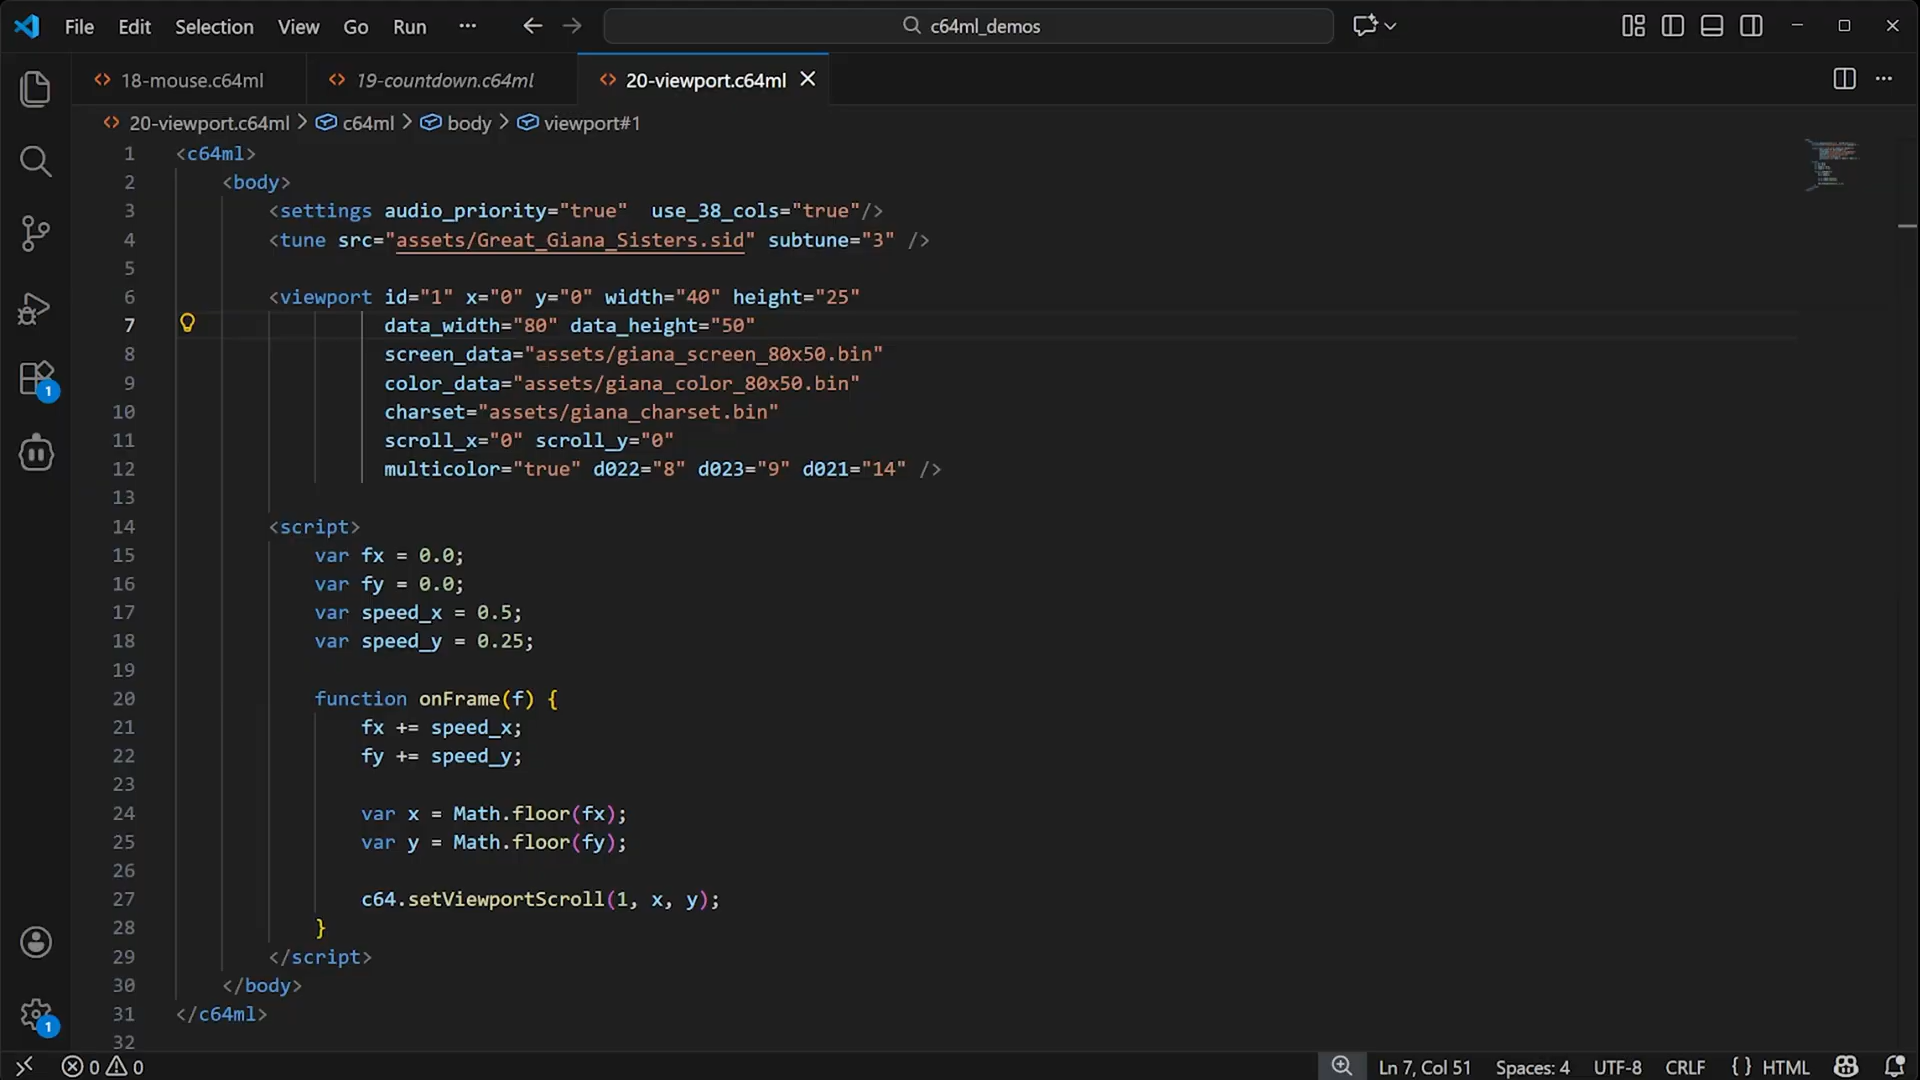 File Edit Selection View Go Run ··· c64ml_demos
18-mouse.c64ml 19-countdown.c64ml 20-viewport.c64ml
20-viewport.c64ml > c64ml > body > viewport#1
1 <c64ml>
2 <body>
3 <settings audio_priority="true"  use_38_cols="true"/>
4 <tune src="assets/Great_Giana_Sisters.sid" subtune="3" />
5
6 <viewport id="1" x="0" y="0" width="40" height="25"
7 data_width="80" data_height="50"
8 screen_data="assets/giana_screen_80x50.bin"
9 color_data="assets/giana_color_80x50.bin"
10 charset="assets/giana_charset.bin"
11 scroll_x="0" scroll_y="0"
12 multicolor="true" d022="8" d023="9" d021="14" />
13
14 <script>
15 var fx = 0.0;
16 var fy = 0.0;
17 var speed_x = 0.5;
18 var speed_y = 0.25;
19
20 function onFrame(f) {
21 fx += speed_x;
22 fy += speed_y;
23
24 var x = Math.floor(fx);
25 var y = Math.floor(fy);
26
27 c64.setViewportScroll(1, x, y);
28 }
29 </script>
30 </body>
31 </c64ml>
32
1
1
0 0 Ln 7, Col 51 Spaces: 4 UTF-8 CRLF {} HTML